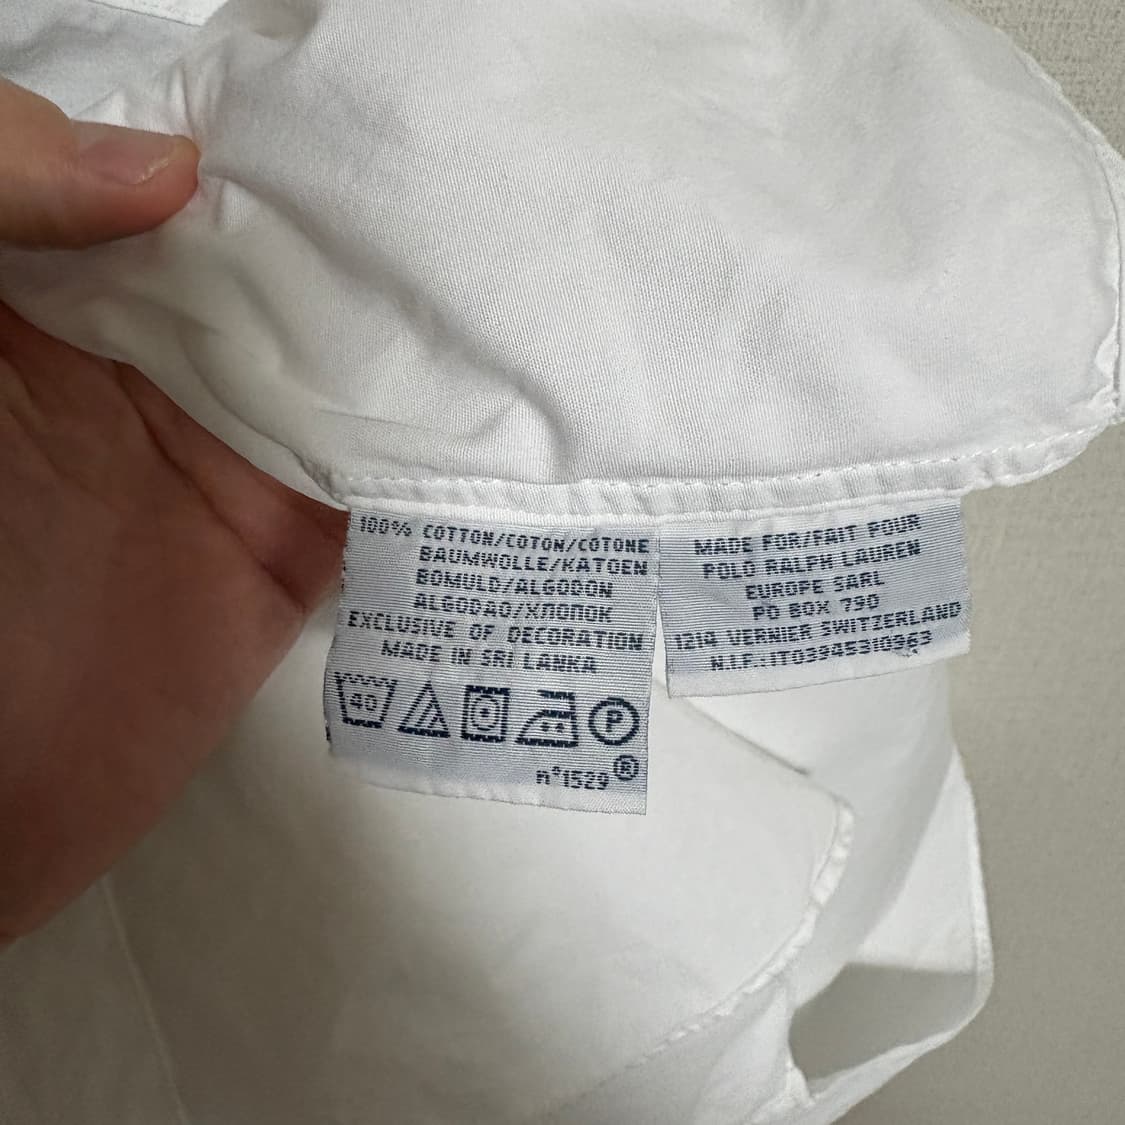 100% COTTON/COTON/COTONE
BAUMWOLLE/KATOEN
BOMULD/ALGODON
ALGODAO/ХЛОПОК
EXCLUSIVE OF DECORATION
MADE IN SRI LANKA
40
P
n°1529®
MADE FOR/FAIT POUR
POLO RALPH LAUREN
EUROPE SARL
PO BOX 790
1214 VERNIER SWITZERLAND
N.I.F.:IT03945310963